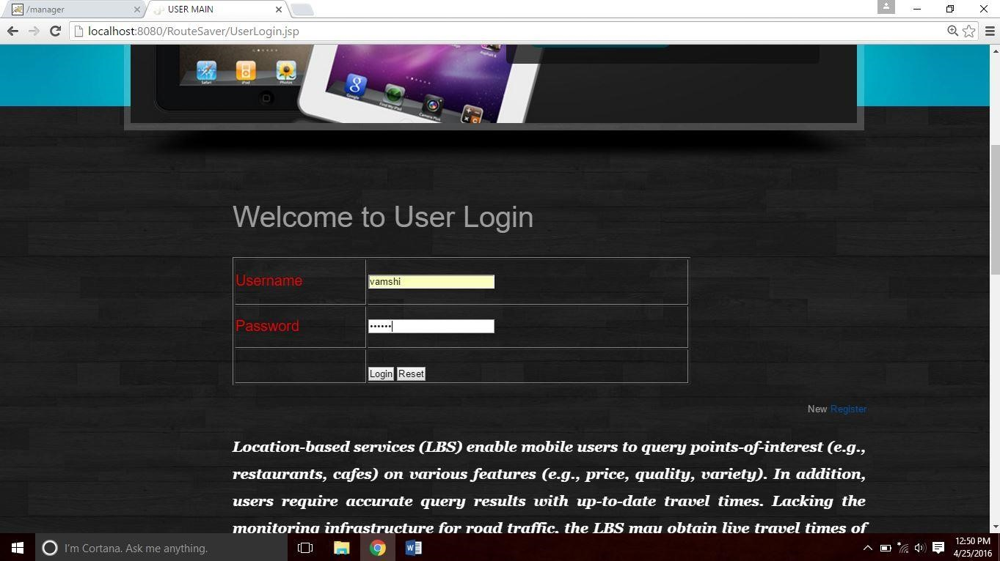 /manager
USER MAIN
localhost:8080/RouteSaver/UserLogin.jsp
Safari
iPod
Photos
Google
Find My iPad
Camera Plus
Welcome to User Login
Username vamshi
Password ••••••
Login Reset
New Register
Location-based services (LBS) enable mobile users to query points-of-interest (e.g.,
restaurants, cafes) on various features (e.g., price, quality, variety). In addition,
users require accurate query results with up-to-date travel times. Lacking the
monitoring infrastructure for road traffic, the LBS may obtain live travel times of
I'm Cortana. Ask me anything.
12:50 PM
4/25/2016